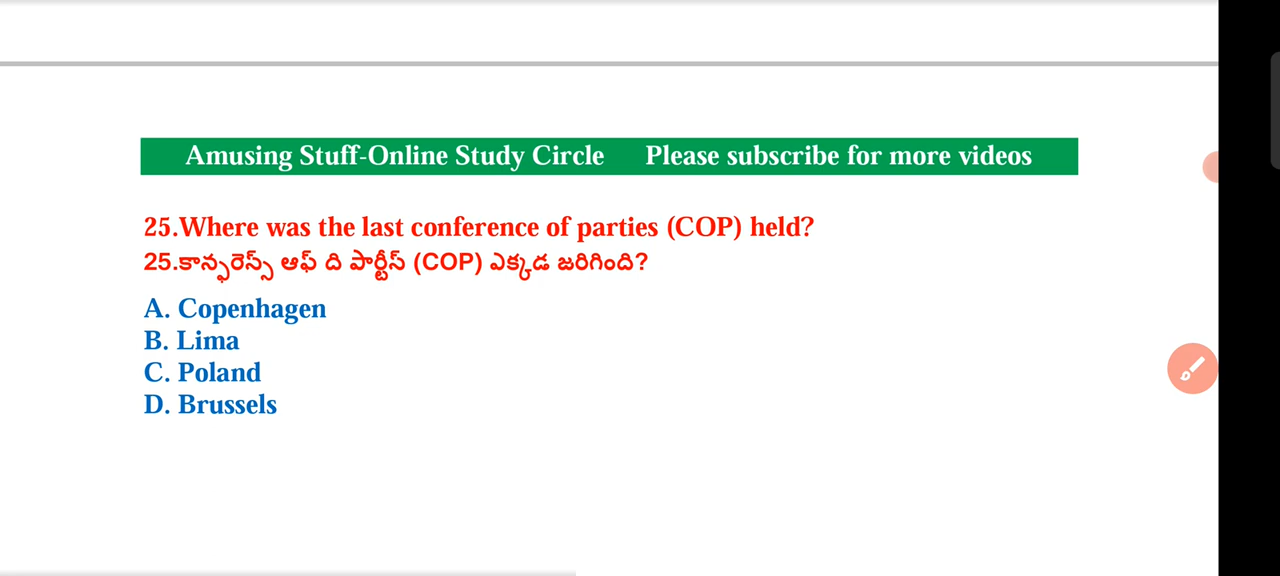 Amusing Stuff-Online Study Circle Please subscribe for more videos
25.Where was the last conference of parties (COP) held?
25.కాన్ఫరెన్స్ ఆఫ్ ది పార్టీస్ (COP) ఎక్కడ జరిగింది?
A. Copenhagen
B. Lima
C. Poland
D. Brussels